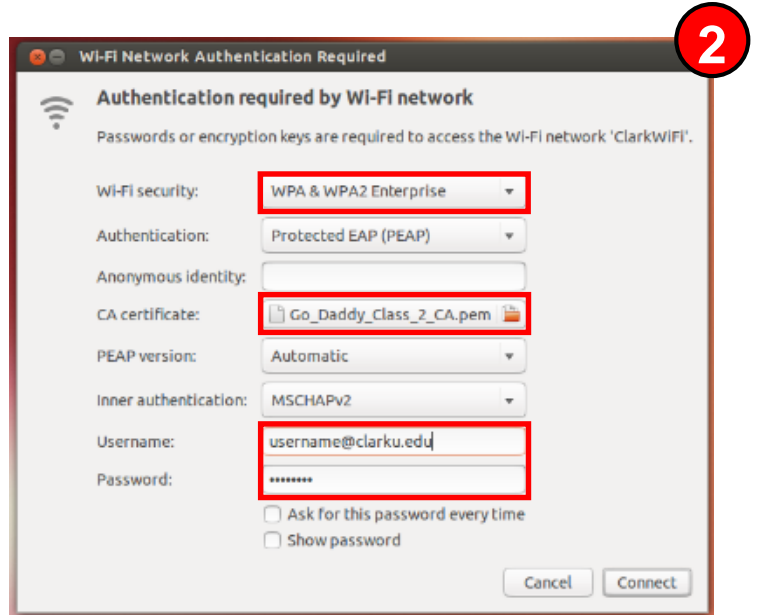 2
Wi-Fi Network Authentication Required
Authentication required by Wi-Fi network
Passwords or encryption keys are required to access the Wi-Fi network 'ClarkWiFi'.
Wi-Fi security: WPA & WPA2 Enterprise
Authentication: Protected EAP (PEAP)
Anonymous identity:
CA certificate: Go_Daddy_Class_2_CA.pem
PEAP version: Automatic
Inner authentication: MSCHAPv2
Username: username@clarku.edu
Password: ••••••••
Ask for this password every time
Show password
Cancel Connect